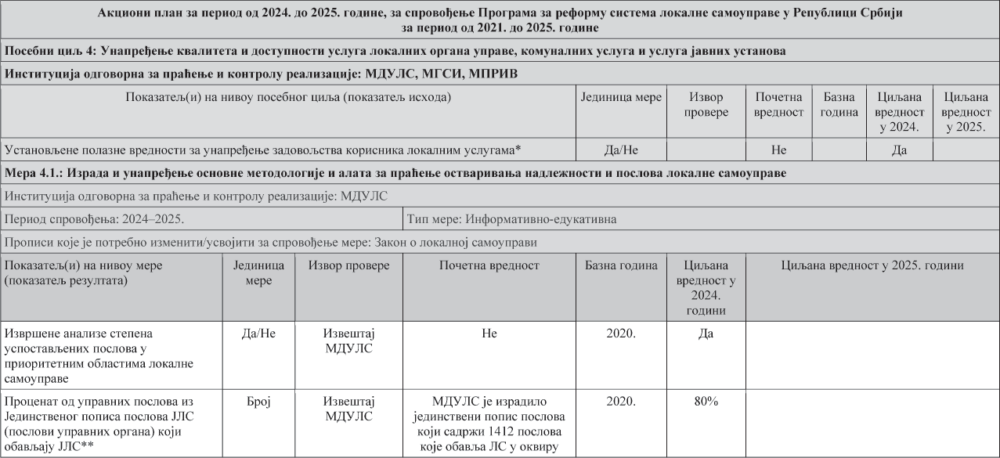 Акциони план за период од 2024. до 2025. године, за спровођење Програма за реформу система локалне самоуправе у Републици Србији
за период од 2021. до 2025. године
Посебни циљ 4: Унапређење квалитета и доступности услуга локалних органа управе, комуналних услуга и услуга јавних установа
Институција одговорна за праћење и контролу реализације: МДУЛС, МГСИ, МПРИВ
Показатељ(и) на нивоу посебног циља (показатељ исхода)
Јединица мере
Извор
провере
Почетна
вредност
Базна
година
Циљана
вредност
у 2024.
Циљана
вредност
у 2025.
Установљене полазне вредности за унапређење задовољства корисника локалним услугама*
Да/Не
Не
Да
Мера 4.1.: Израда и унапређење основне методологије и алата за праћење остваривања надлежности и послова локалне самоуправе
Институција одговорна за праћење и контролу реализације: МДУЛС
Период спровођења: 2024–2025.
Тип мере: Информативно-едукативна
Прописи које је потребно изменити/усвојити за спровођење мере: Закон о локалној самоуправи
Показатељ(и) на нивоу мере
(показатељ резултата)
Јединица
мере
Извор провере
Почетна вредност
Базна година
Циљана
вредност у
2024.
години
Циљана вредност у 2025. години
Извршене анализе степена
успостављених послова у
приоритетним областима локалне
самоуправе
Да/Не
Извештај
МДУЛС
Не
2020.
Да
Проценат од управних послова из
Јединственог пописа послова ЈЛС
(послови управних органа) који
обављају ЈЛС**
Број
Извештај
МДУЛС
МДУЛС је израдило
јединствени попис послова
који садржи 1412 послова
које обавља ЛС у оквиру
2020.
80%